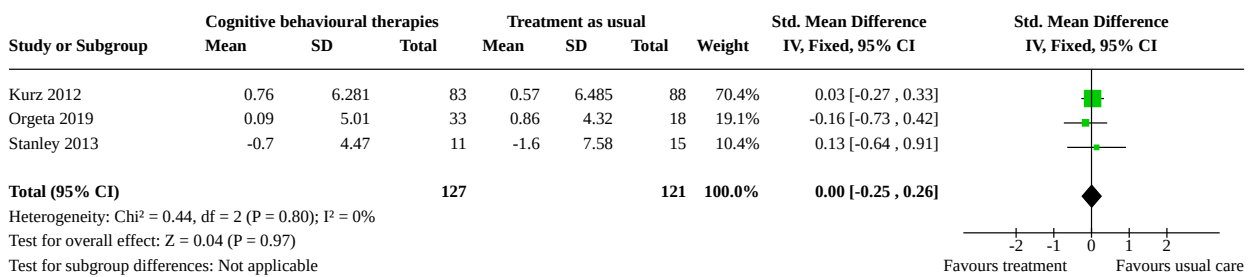 Cognitive behavioural therapies Treatment as usual Std. Mean Difference Std. Mean Difference
Study or Subgroup Mean SD Total Mean SD Total Weight IV, Fixed, 95% CI IV, Fixed, 95% CI
Kurz 2012 0.76 6.281 83 0.57 6.485 88 70.4% 0.03 [-0.27 , 0.33]
Orgeta 2019 0.09 5.01 33 0.86 4.32 18 19.1% -0.16 [-0.73 , 0.42]
Stanley 2013 -0.7 4.47 11 -1.6 7.58 15 10.4% 0.13 [-0.64 , 0.91]
Total (95% CI) 127 121 100.0% 0.00 [-0.25 , 0.26]
Heterogeneity: Chi² = 0.44, df = 2 (P = 0.80); I² = 0%
Test for overall effect: Z = 0.04 (P = 0.97) -2 -1 0 1 2
Test for subgroup differences: Not applicable Favours treatment Favours usual care